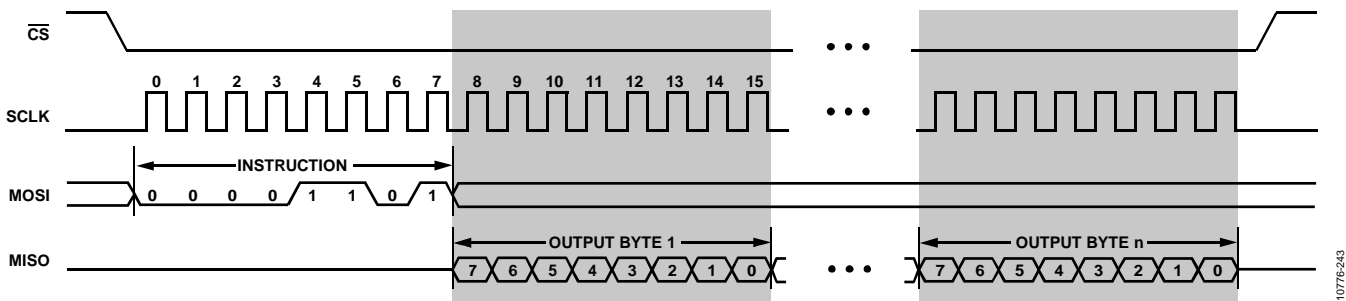 CS
0 1 2 3 4 5 6 7 8 9 10 11 12 13 14 15
SCLK
INSTRUCTION
MOSI
0 0 0 0 1 1 0 1
OUTPUT BYTE 1
OUTPUT BYTE n
MISO
7 6 5 4 3 2 1 0
7 6 5 4 3 2 1 0
10776-243